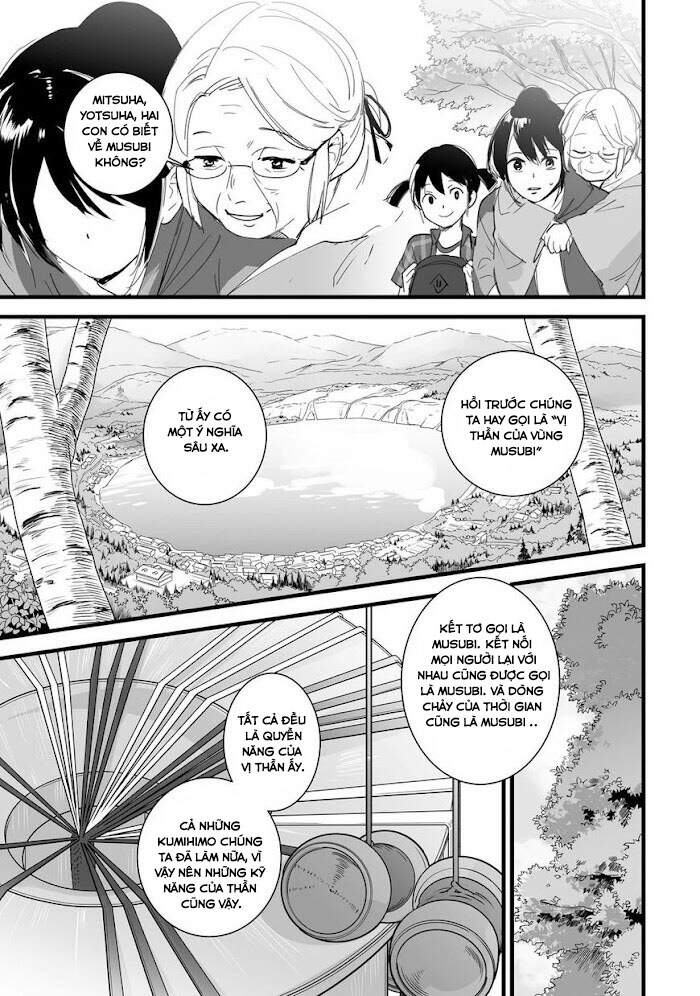 MITSUHA,
YOTSUHA, HAI
CON CÓ BIẾT
VỀ MUSUBI
KHÔNG?
HỒI TRƯỚC CHÚNG
TA HAY GỌI LÀ “VỊ
THẦN CỦA VÙNG
MUSUBI”
TỪ ẤY CÓ
MỘT Ý NGHĨA
SÂU XA.
KẾT TƠ GỌI LÀ
MUSUBI. KẾT NỐI
MỌI NGƯỜI LẠI VỚI
NHAU CŨNG ĐƯỢC GỌI
LÀ MUSUBI. VÀ DÒNG
CHẢY CỦA THỜI GIAN
CŨNG LÀ MUSUBI ..
TẤT CẢ ĐỀU
LÀ QUYỀN
NĂNG CỦA
VỊ THẦN ẤY.
CẢ NHỮNG
KUMIHIMO CHÚNG
TA ĐÃ LÀM NỮA, VÌ
VẬY NÊN NHỮNG KỸ
NĂNG CỦA THẦN
CŨNG VẬY.